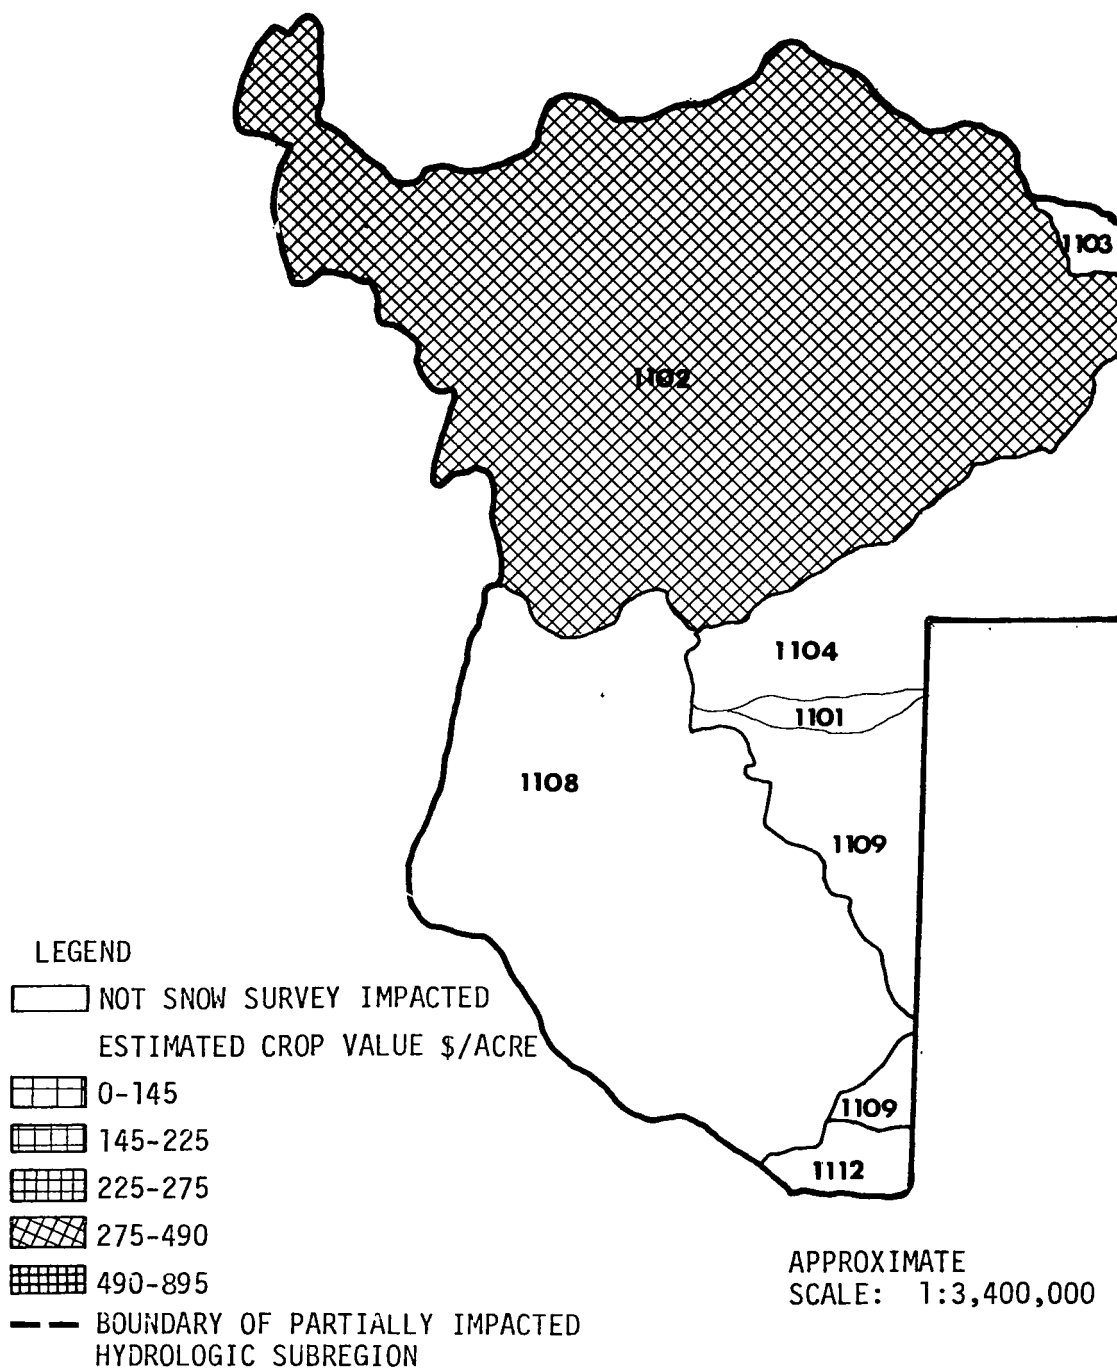 1103
1102
1104
1101
1108
1109
LEGEND
NOT SNOW SURVEY IMPACTED
ESTIMATED CROP VALUE $/ACRE
0-145
145-225
225-275
275-490
490-895
BOUNDARY OF PARTIALLY IMPACTED
HYDROLOGIC SUBREGION
1109
1112
APPROXIMATE
SCALE: 1:3,400,000